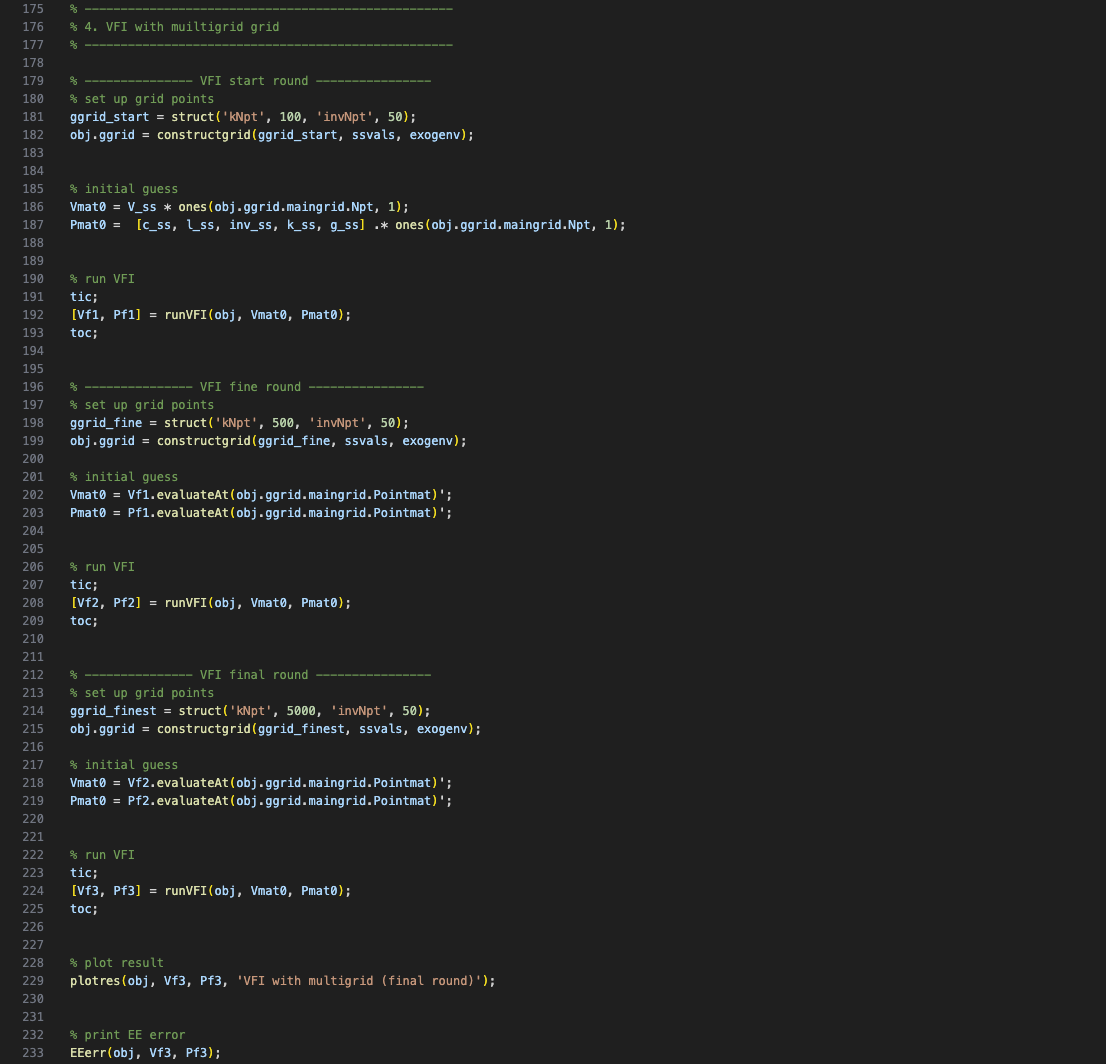 175 % ---------------------------------------------------
176 % 4. VFI with muiltigrid grid
177 % ---------------------------------------------------
178
179 % --------------- VFI start round ----------------
180 % set up grid points
181 ggrid_start = struct('kNpt', 100, 'invNpt', 50);
182 obj.ggrid = constructgrid(ggrid_start, ssvals, exogenv);
183
184
185 % initial guess
186 Vmat0 = V_ss * ones(obj.ggrid.maingrid.Npt, 1);
187 Pmat0 =  [c_ss, l_ss, inv_ss, k_ss, g_ss] .* ones(obj.ggrid.maingrid.Npt, 1);
188
189
190 % run VFI
191 tic;
192 [Vf1, Pf1] = runVFI(obj, Vmat0, Pmat0);
193 toc;
194
195
196 % --------------- VFI fine round ----------------
197 % set up grid points
198 ggrid_fine = struct('kNpt', 500, 'invNpt', 50);
199 obj.ggrid = constructgrid(ggrid_fine, ssvals, exogenv);
200
201 % initial guess
202 Vmat0 = Vf1.evaluateAt(obj.ggrid.maingrid.Pointmat)';
203 Pmat0 = Pf1.evaluateAt(obj.ggrid.maingrid.Pointmat)';
204
205
206 % run VFI
207 tic;
208 [Vf2, Pf2] = runVFI(obj, Vmat0, Pmat0);
209 toc;
210
211
212 % --------------- VFI final round ----------------
213 % set up grid points
214 ggrid_finest = struct('kNpt', 5000, 'invNpt', 50);
215 obj.ggrid = constructgrid(ggrid_finest, ssvals, exogenv);
216
217 % initial guess
218 Vmat0 = Vf2.evaluateAt(obj.ggrid.maingrid.Pointmat)';
219 Pmat0 = Pf2.evaluateAt(obj.ggrid.maingrid.Pointmat)';
220
221
222 % run VFI
223 tic;
224 [Vf3, Pf3] = runVFI(obj, Vmat0, Pmat0);
225 toc;
226
227
228 % plot result
229 plotres(obj, Vf3, Pf3, 'VFI with multigrid (final round)');
230
231
232 % print EE error
233 EEerr(obj, Vf3, Pf3);